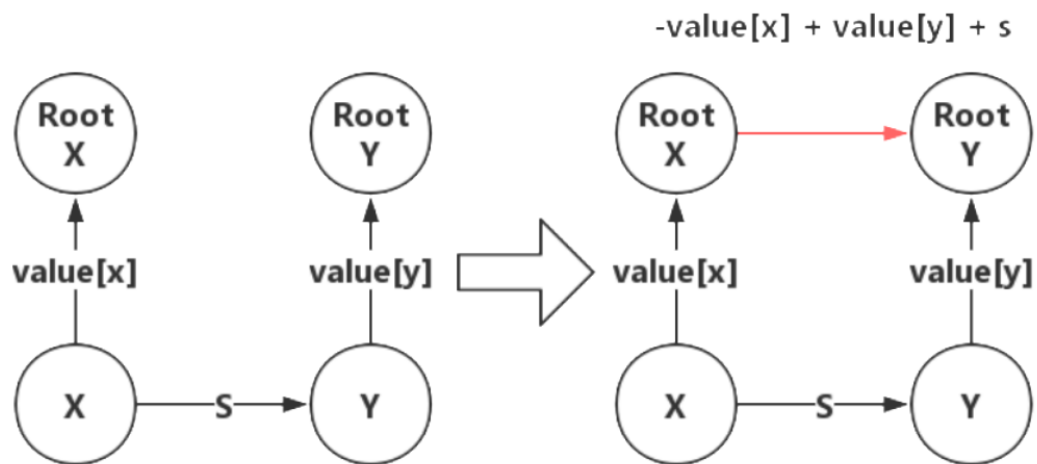 -value[x] + value[y] + s
Root
X
Root
Y
Root
X
Root
Y
value[x]
value[y]
value[x]
value[y]
X
S
Y
X
S
Y